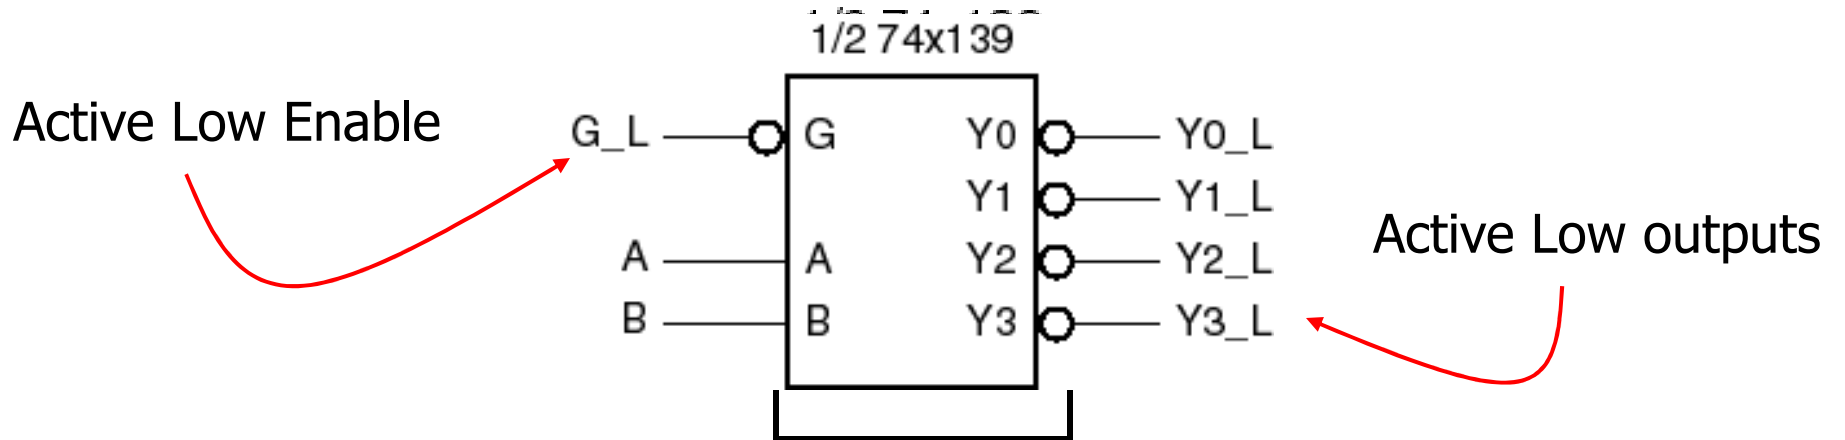 1/2 74x139
Active Low Enable
G_L G Y0 Y0_L
Y1 Y1_L
Active Low outputs
A A Y2 Y2_L
B B Y3 Y3_L